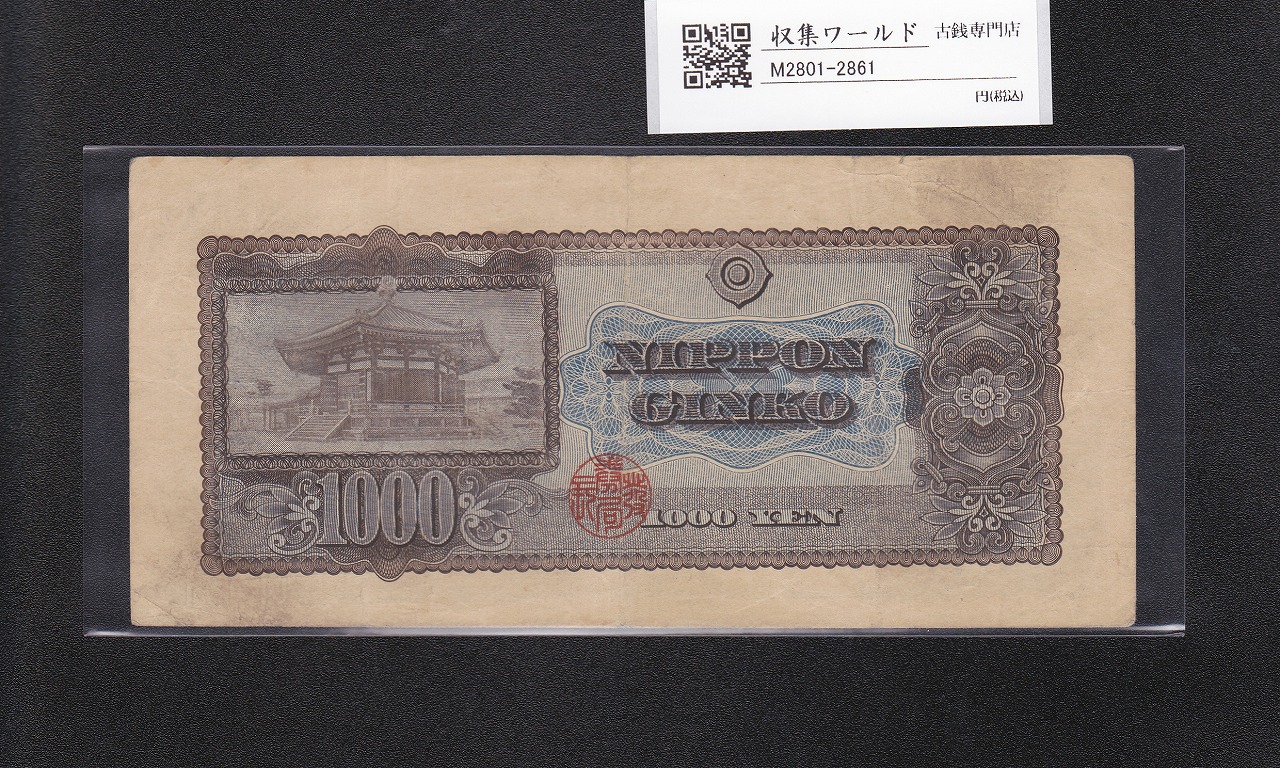 収集ワールド 古銭専門店
M2801-2861
円(税込)
NIPPON
GINKO
1000
1000 YEN